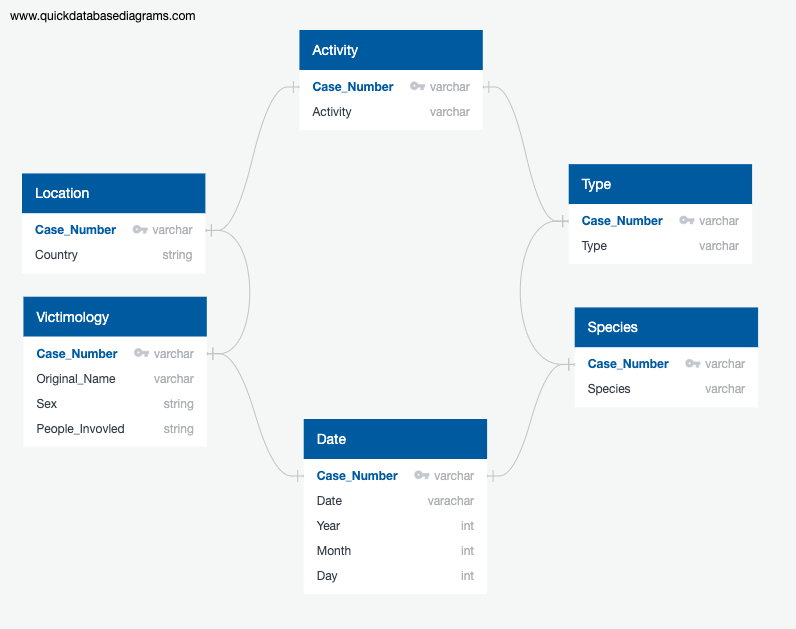 www.quickdatabasediagrams.com
Activity
Case_Number varchar
Activity varchar
Location
Case_Number varchar
Country string
Type
Case_Number varchar
Type varchar
Victimology
Case_Number varchar
Original_Name varchar
Sex string
People_Invovled string
Species
Case_Number varchar
Species varchar
Date
Case_Number varchar
Date varachar
Year int
Month int
Day int